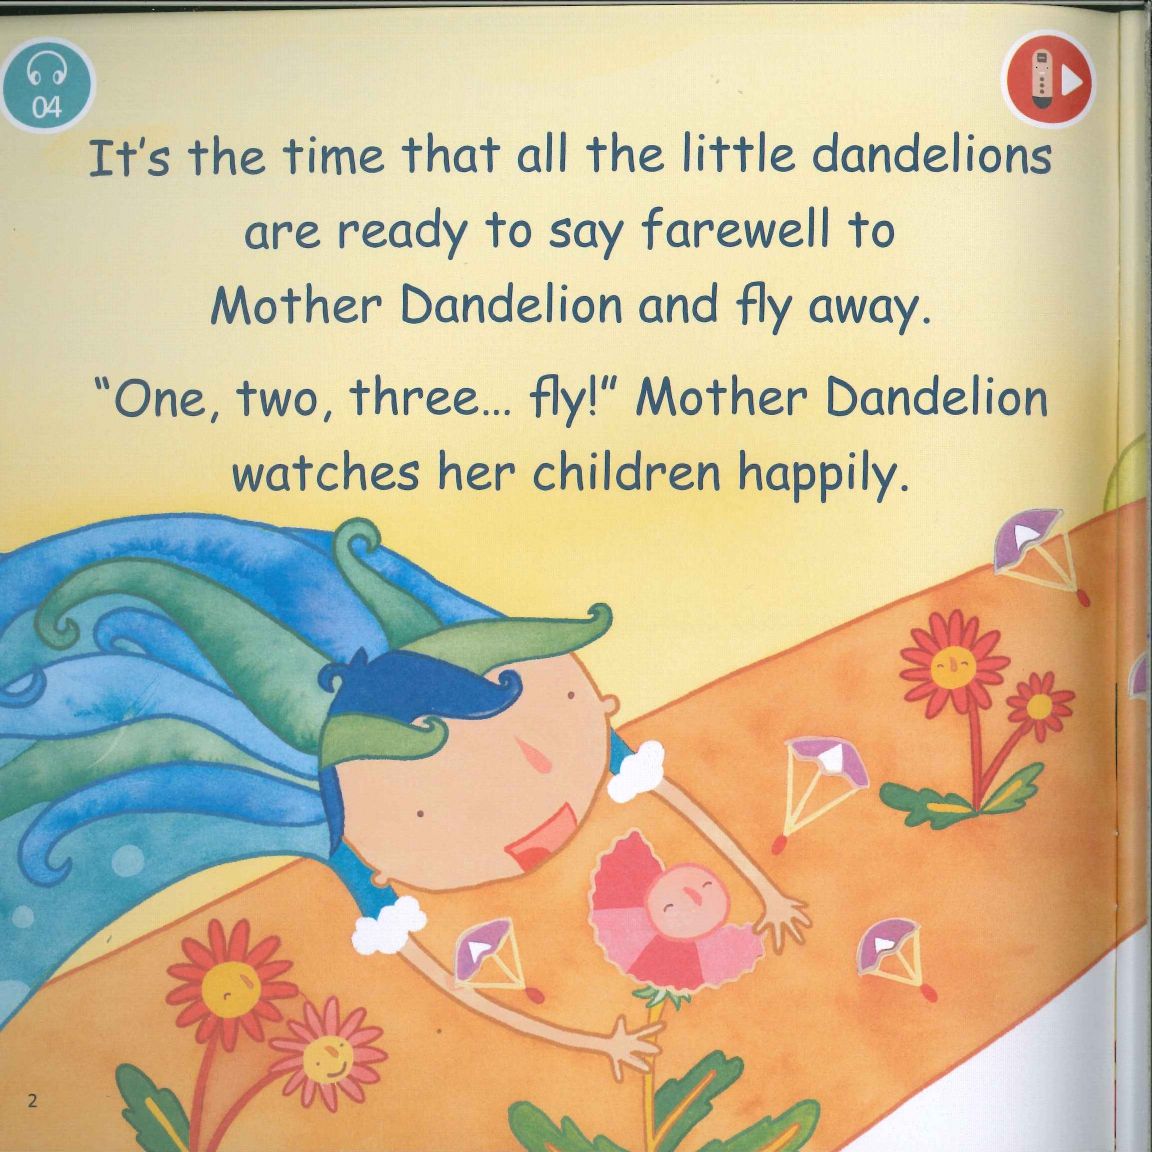 04
It's the time that all the little dandelions
are ready to say farewell to
Mother Dandelion and fly away.
“One, two, three... fly!” Mother Dandelion
watches her children happily.
2